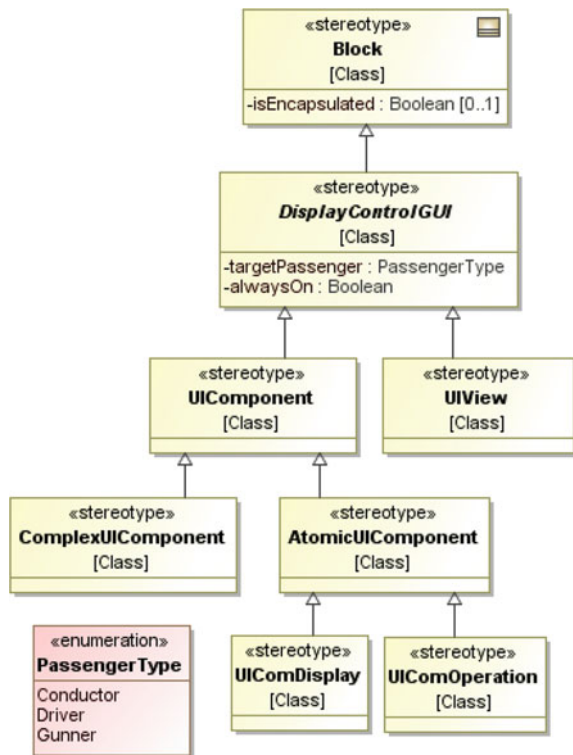 «stereotype»
Block
[Class]
-isEncapsulated : Boolean [0..1]
«stereotype»
DisplayControlGUI
[Class]
-targetPassenger : PassengerType
-alwaysOn : Boolean
«stereotype»
UIComponent
[Class]
«stereotype»
UIView
[Class]
«stereotype»
ComplexUIComponent
[Class]
«stereotype»
AtomicUIComponent
[Class]
«enumeration»
PassengerType
Conductor
Driver
Gunner
«stereotype»
UIComDisplay
[Class]
«stereotype»
UIComOperation
[Class]